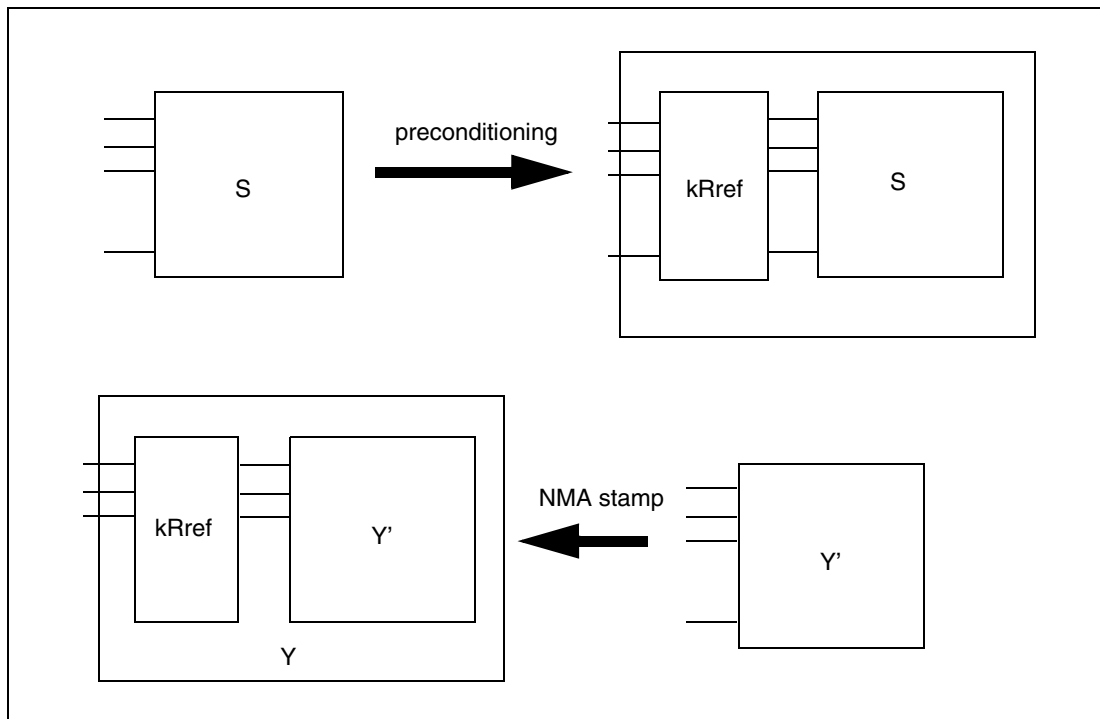 preconditioning
S
kRref
S
NMA stamp
kRref
Y'
Y'
Y